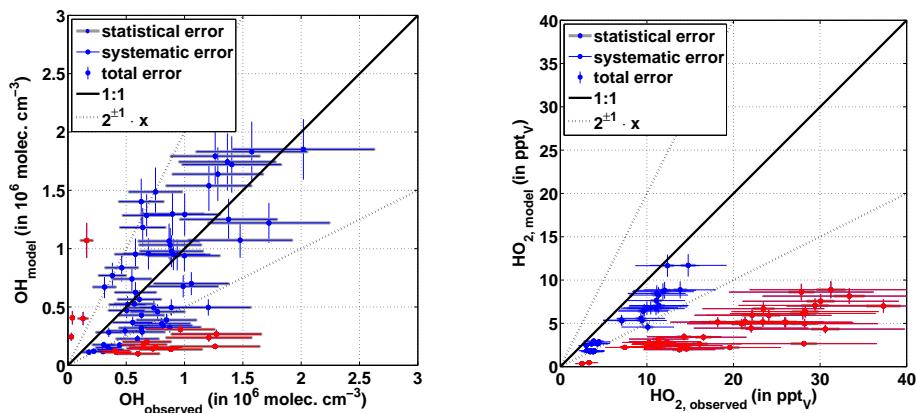 3
2.5
2
1.5
1
0.5
0
0
0.5
1
1.5
2
2.5
3
OH_model (in 10^6 molec. cm^−3)
OH_observed (in 10^6 molec. cm^−3)
statistical error
systematic error
total error
1:1
2^±1 · x
40
35
30
25
20
15
10
5
0
0
10
20
30
40
HO_2, model (in ppt_V)
HO_2, observed (in ppt_V)
statistical error
systematic error
total error
1:1
2^±1 · x